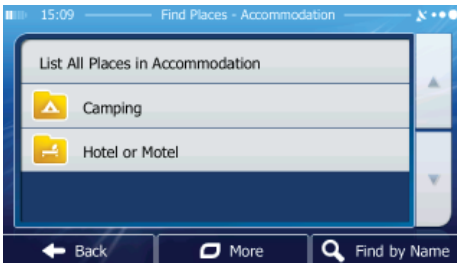 15:09 Find Places - Accommodation
List All Places in Accommodation
Camping
Hotel or Motel
Back More Find by Name